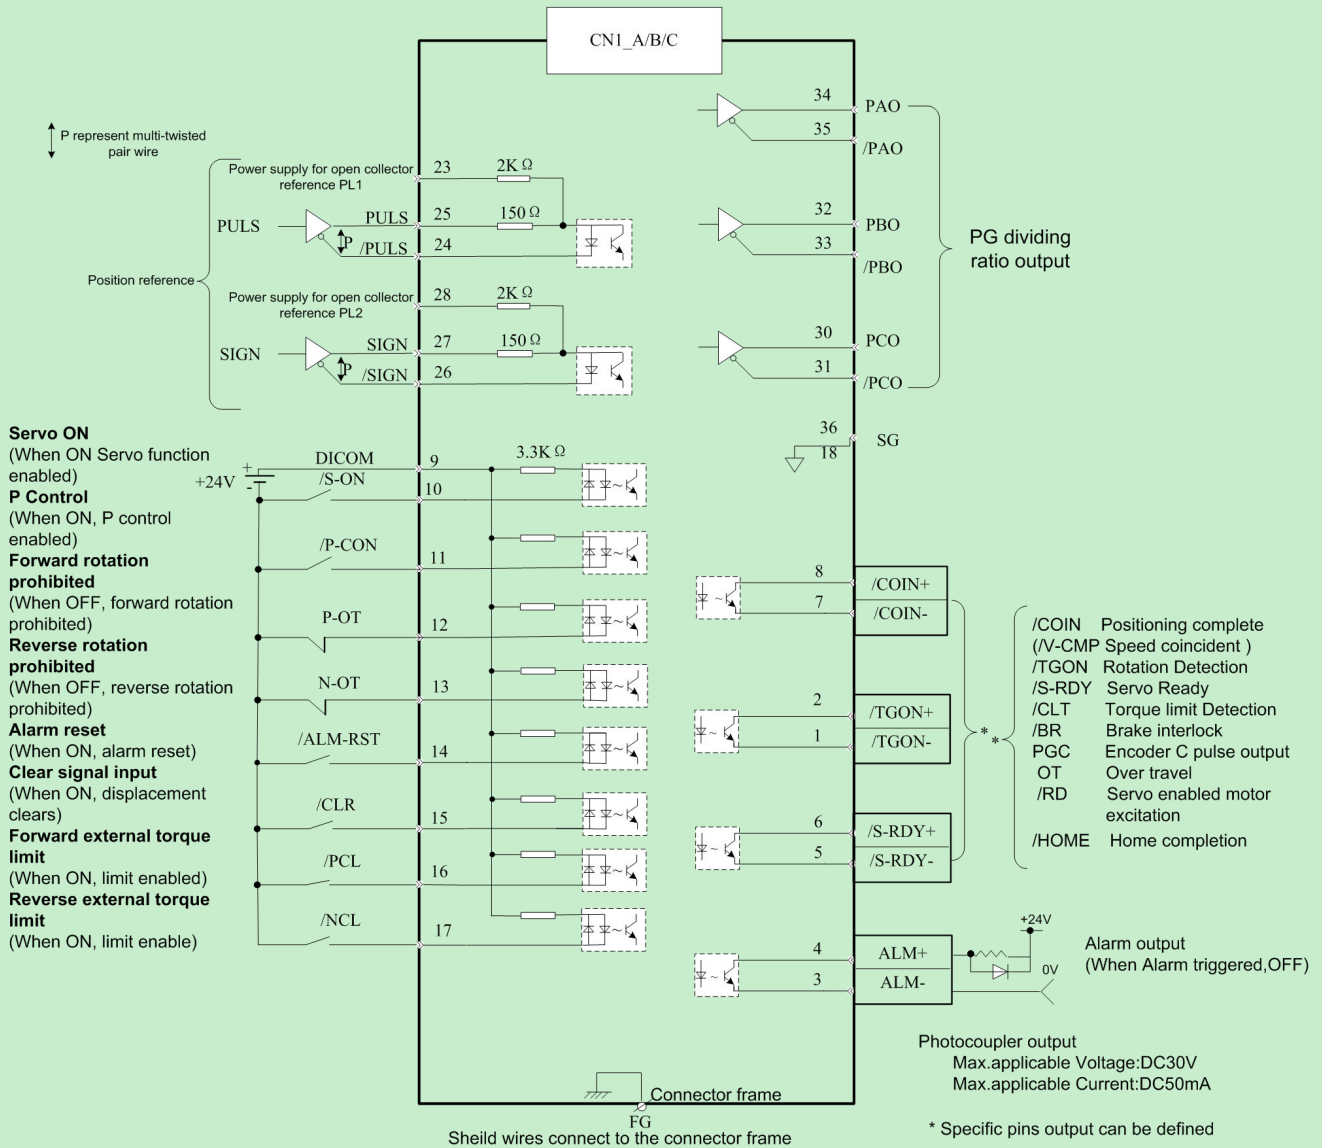 CN1_A/B/C
P represent multi-twisted
pair wire
Power supply for open collector
reference PL1
23
2K Ω
PULS
PULS
25
150 Ω
P
/PULS
24
Position reference
Power supply for open collector
reference PL2
28
2K Ω
SIGN
SIGN
27
150 Ω
P
/SIGN
26
34
PAO
35
/PAO
32
PBO
33
/PBO
30
PCO
31
/PCO
PG dividing
ratio output
36
SG
18
Servo ON
(When ON Servo function
enabled)
P Control
(When ON, P control
enabled)
Forward rotation
prohibited
(When OFF, forward rotation
prohibited)
Reverse rotation
prohibited
(When OFF, reverse rotation
prohibited)
Alarm reset
(When ON, alarm reset)
Clear signal input
(When ON, displacement
clears)
Forward external torque
limit
(When ON, limit enabled)
Reverse external torque
limit
(When ON, limit enable)
+24V
+
-
DICOM
9
3.3K Ω
/S-ON
10
/P-CON
11
P-OT
12
N-OT
13
/ALM-RST
14
/CLR
15
/PCL
16
/NCL
17
8
/COIN+
7
/COIN-
2
/TGON+
1
/TGON-
6
/S-RDY+
5
/S-RDY-
4
ALM+
3
ALM-
*
*
/COIN Positioning complete
(/V-CMP Speed coincident )
/TGON Rotation Detection
/S-RDY Servo Ready
/CLT Torque limit Detection
/BR Brake interlock
PGC Encoder C pulse output
OT Over travel
/RD Servo enabled motor
excitation
/HOME Home completion
+24V
0V
Alarm output
(When Alarm triggered,OFF)
Photocoupler output
Max.applicable Voltage:DC30V
Max.applicable Current:DC50mA
Connector frame
FG
Sheild wires connect to the connector frame
* Specific pins output can be defined